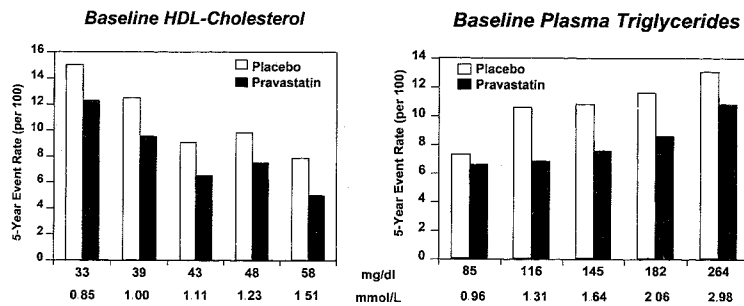 Baseline HDL-Cholesterol
16
14
12
10
8
6
4
2
0
5-Year Event Rate (per 100)
Placebo
Pravastatin
33 39 43 48 58
0.85 1.00 1.11 1.23 1.51
mg/dl
mmol/L
Baseline Plasma Triglycerides
14
12
10
8
6
4
2
0
5-Year Event Rate (per 100)
Placebo
Pravastatin
85 116 145 182 264
0.96 1.31 1.64 2.06 2.98